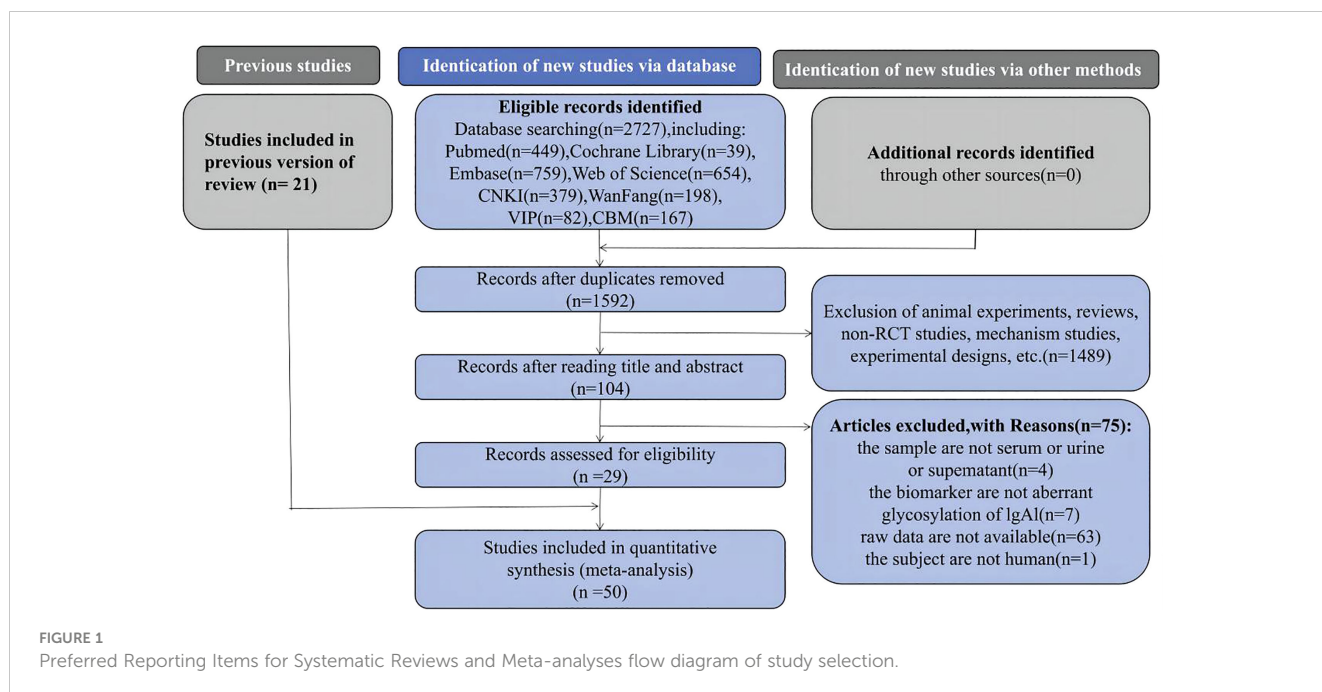 Previous studies
Identication of new studies via database
Identication of new studies via other methods
Studies included in
previous version of
review (n= 21)
Eligible records identified
Database searching(n=2727),including:
Pubmed(n=449),Cochrane Library(n=39),
Embase(n=759),Web of Science(n=654),
CNKI(n=379),WanFang(n=198),
VIP(n=82),CBM(n=167)
Additional records identified
through other sources(n=0)
Records after duplicates removed
(n=1592)
Exclusion of animal experiments, reviews,
non-RCT studies, mechanism studies,
experimental designs, etc.(n=1489)
Records after reading title and abstract
(n=104)
Articles excluded,with Reasons(n=75):
the sample are not serum or urine
or supematant(n=4)
the biomarker are not aberrant
glycosylation of lgAl(n=7)
raw data are not available(n=63)
the subject are not human(n=1)
Records assessed for eligibility
(n =29)
Studies included in quantitative
synthesis (meta-analysis)
(n =50)
FIGURE 1
Preferred Reporting Items for Systematic Reviews and Meta-analyses flow diagram of study selection.